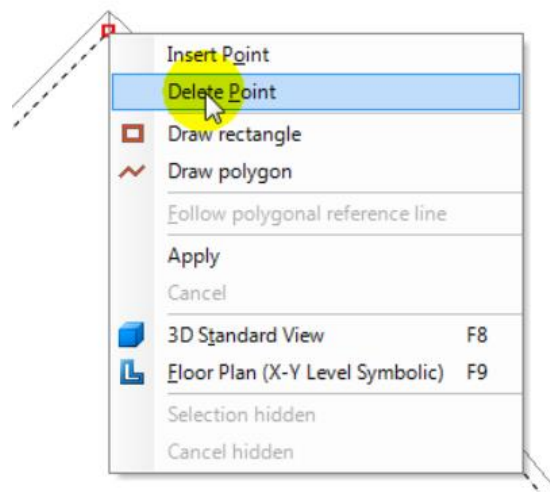 Insert Point
Delete Point
Draw rectangle
Draw polygon
Follow polygonal reference line
Apply
Cancel
3D Standard View F8
Floor Plan (X-Y Level Symbolic) F9
Selection hidden
Cancel hidden